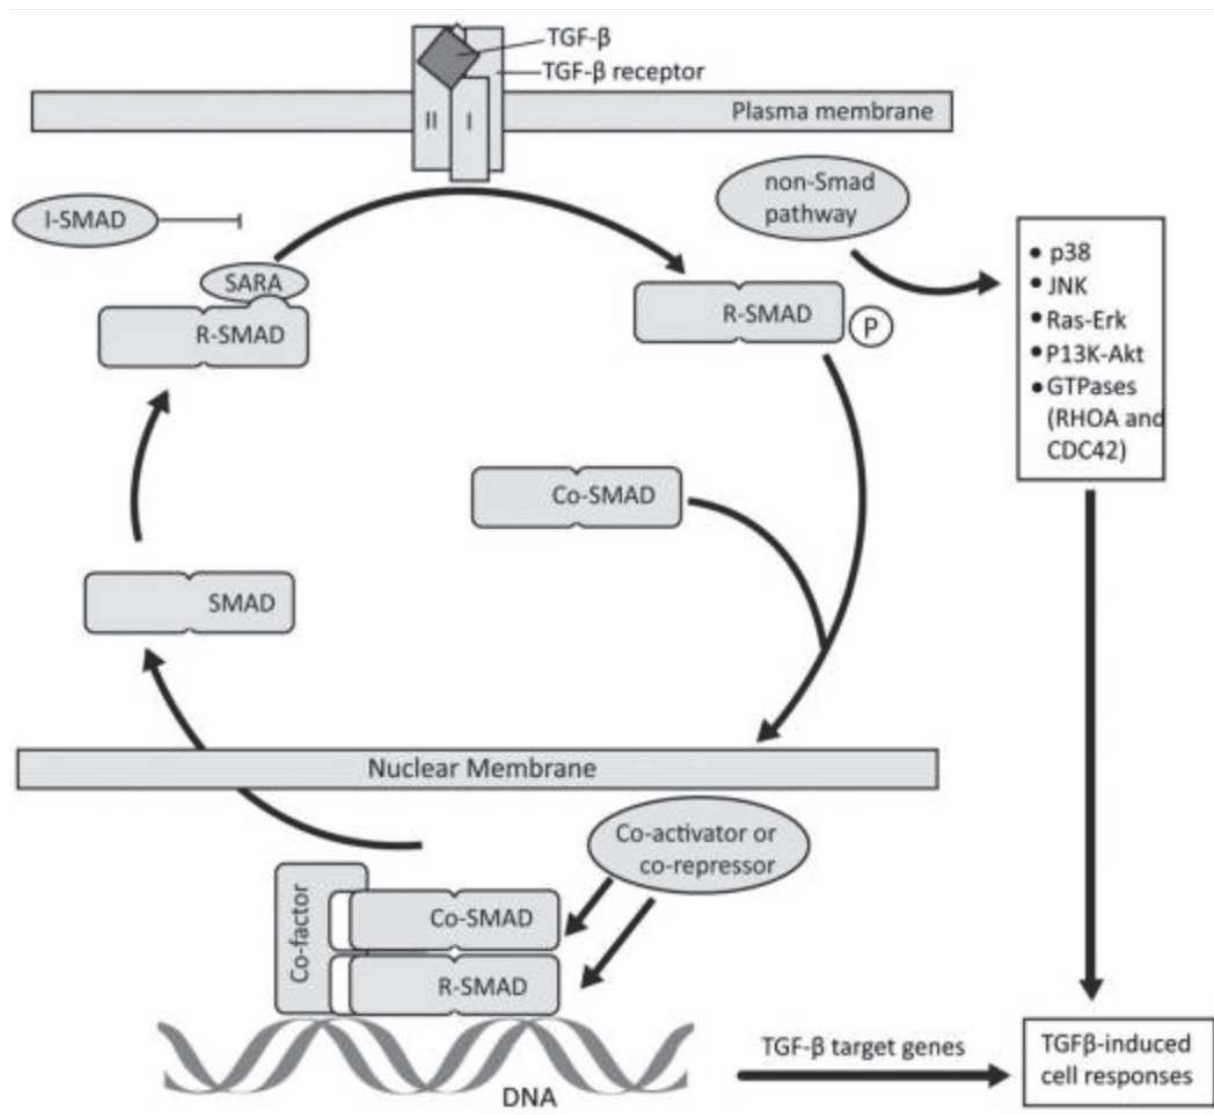 TGF-β
TGF-β receptor
Plasma membrane
II
I
non-Smad
pathway
I-SMAD
SARA
R-SMAD
R-SMAD
P
• p38
• JNK
• Ras-Erk
• P13K-Akt
• GTPases
(RHOA and
CDC42)
Co-SMAD
SMAD
Nuclear Membrane
Co-activator or
co-repressor
Co-factor
Co-SMAD
R-SMAD
DNA
TGF-β target genes
TGFβ-induced
cell responses